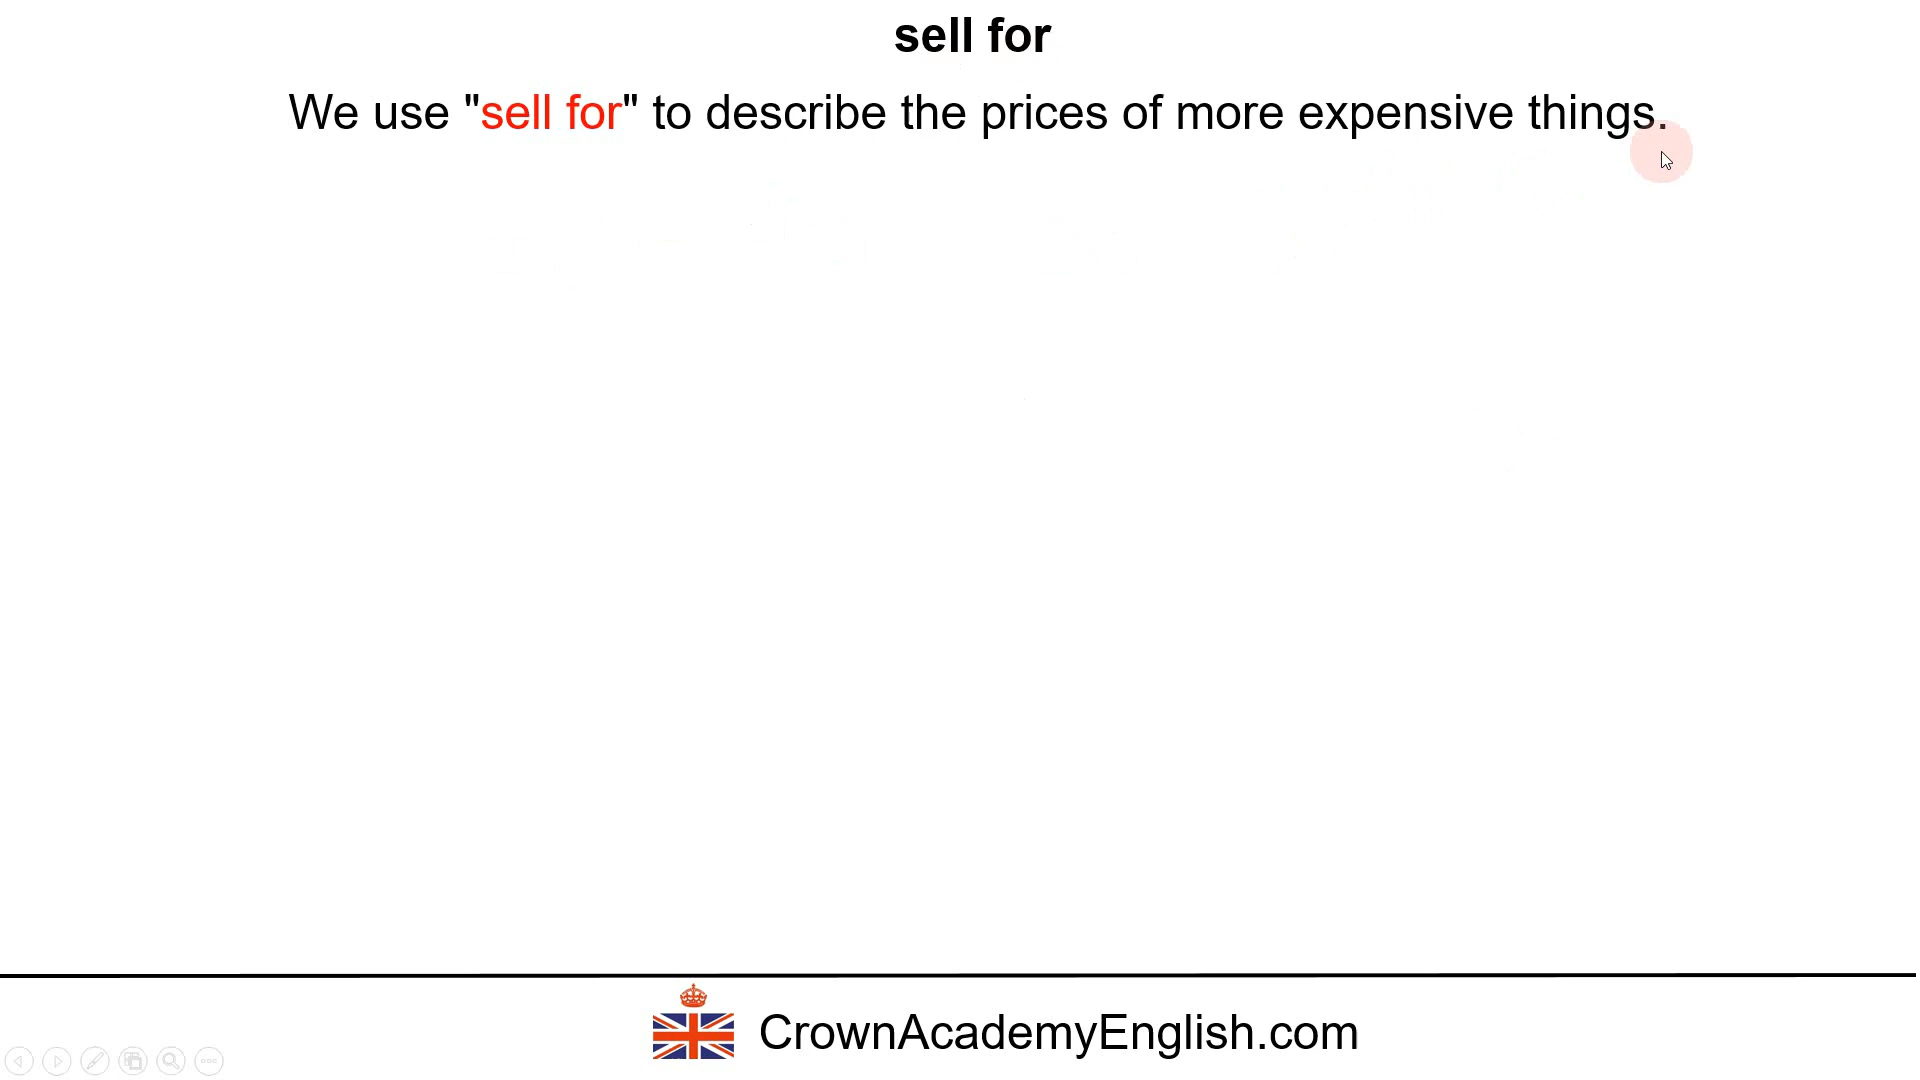 sell for
We use "sell for" to describe the prices of more expensive things.
CrownAcademyEnglish.com